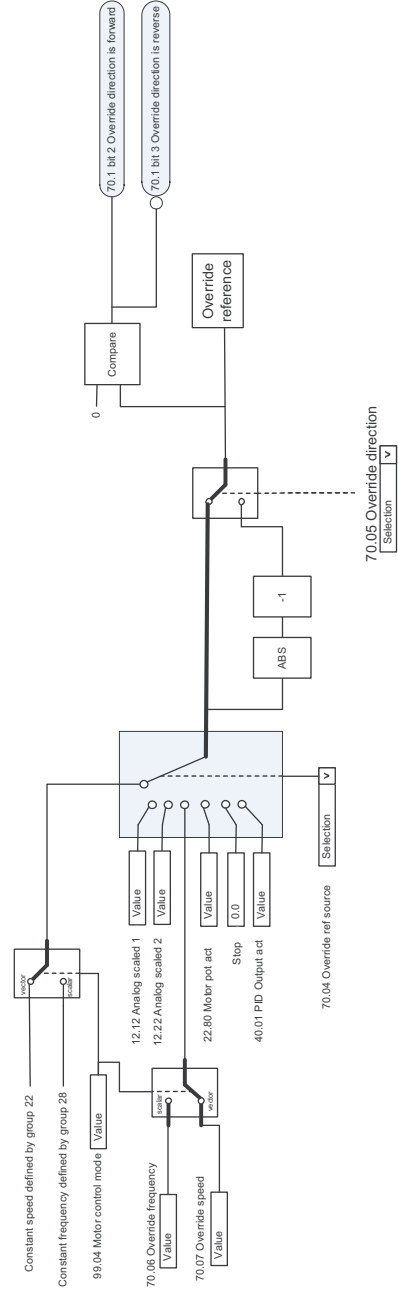 Constant speed defined by group 22
Constant frequency defined by group 28
99.04 Motor control mode
Value
vector
scalar
70.06 Override frequency
Value
70.07 Override speed
Value
scalar
vector
12.12 Analog scaled 1
Value
12.22 Analog scaled 2
Value
22.80 Motor pot act
Value
Stop
0.0
40.01 PID Output act
Value
70.04 Override ref source
Selection
V
ABS
-1
70.05 Override direction
Selection
V
Override
reference
0
Compare
70.1 bit 2 Override direction is forward
70.1 bit 3 Override direction is reverse